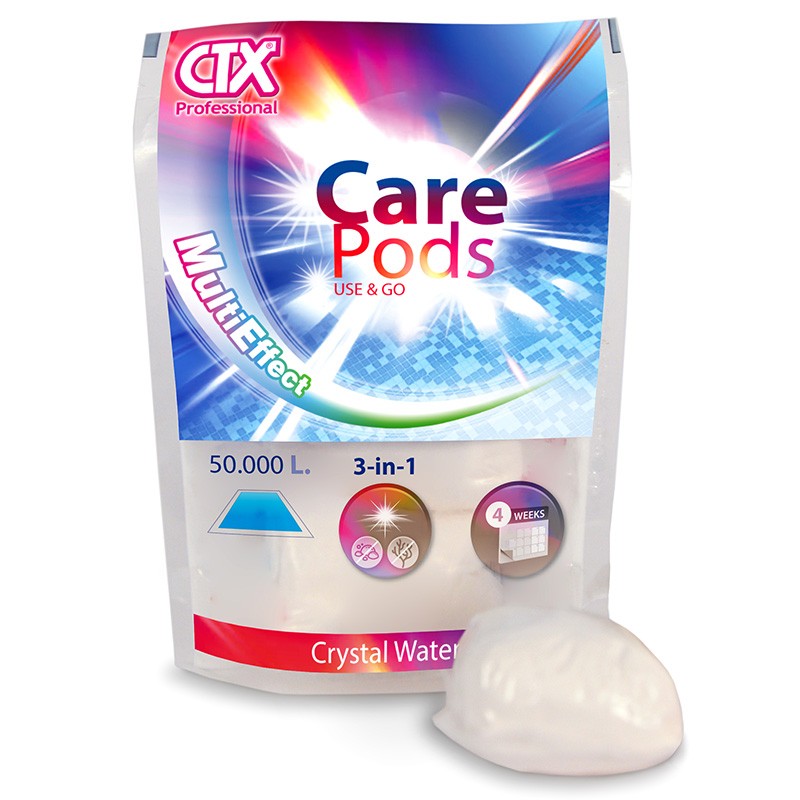 CTX®
Professional
Care
Pods
USE & GO
MultiEffect
50.000 L.
3-in-1
4 WEEKS
Crystal Water